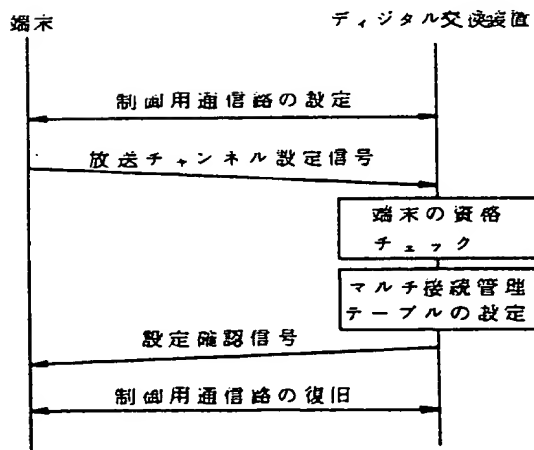 端末
ディジタル交換装置
制御用通信路の設定
放送チャンネル設定信号
端末の資格
チェック
マルチ接続管理
テーブルの設定
設定確認信号
制御用通信路の復旧